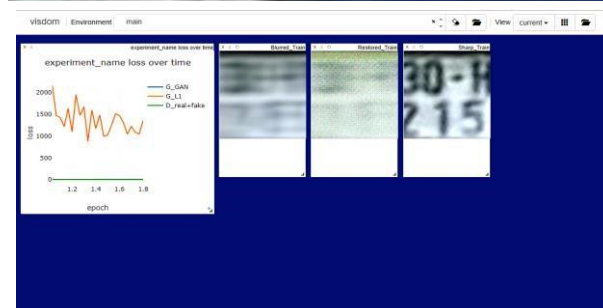 visdom Environment main View current
experiment_name loss over time
Blurred_Train
Restored_Train
Sharp_Train
experiment_name loss over time
G_GAN
G_L1
D_real+fake
2000
1500
1000
500
0
loss
1.2 1.4 1.6 1.8
epoch
30-H
215